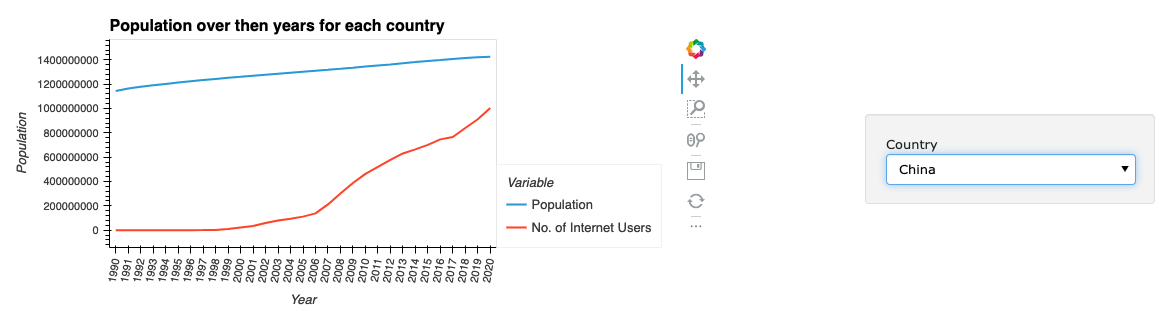 Population over then years for each country
Population
1400000000
1200000000
1000000000
800000000
600000000
400000000
200000000
0
1990 1991 1992 1993 1994 1995 1996 1997 1998 1999 2000 2001 2002 2003 2004 2005 2006 2007 2008 2009 2010 2011 2012 2013 2014 2015 2016 2017 2018 2019 2020
Year
Variable
Population
No. of Internet Users
Country
China